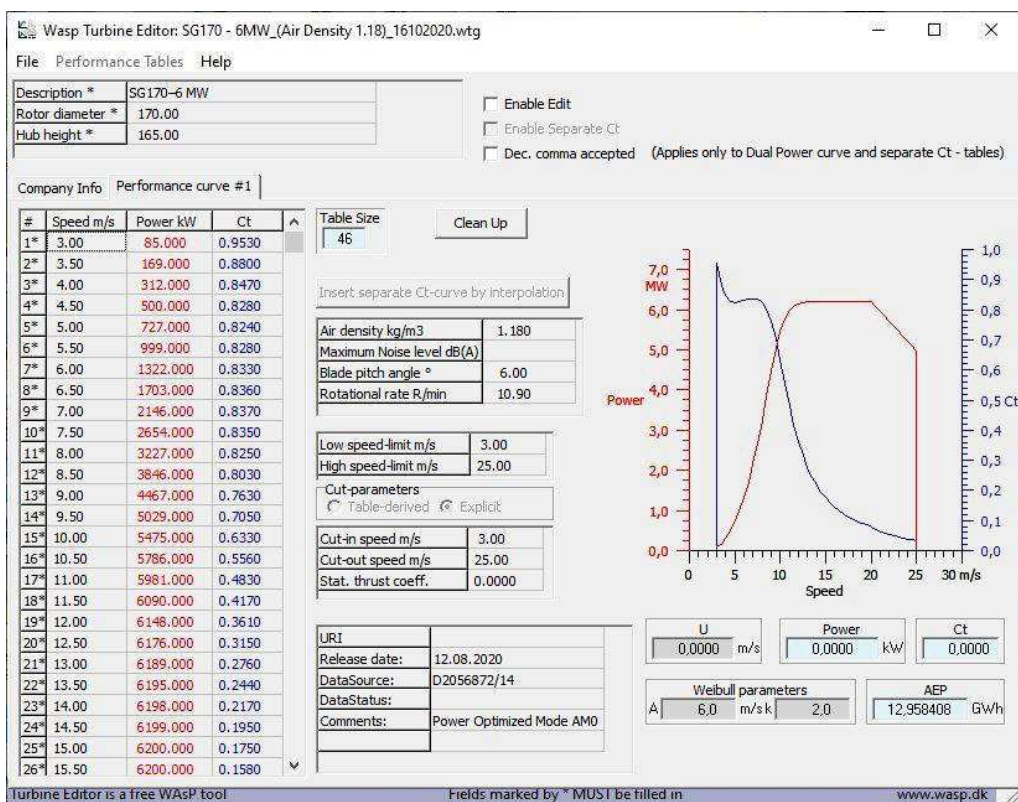 Wasp Turbine Editor: SG170 - 6MW_(Air Density 1.18)_16102020.wtg
File Performance Tables Help
Description * SG170-6 MW
Rotor diameter * 170.00
Hub height * 165.00
Enable Edit
Enable Separate Ct
Dec. comma accepted (Applies only to Dual Power curve and separate Ct - tables)
Company Info Performance curve #1
# Speed m/s Power kW Ct
1* 3.00 85.000 0.9530
2* 3.50 169.000 0.8800
3* 4.00 312.000 0.8470
4* 4.50 500.000 0.8280
5* 5.00 727.000 0.8240
6* 5.50 999.000 0.8280
7* 6.00 1322.000 0.8330
8* 6.50 1703.000 0.8360
9* 7.00 2146.000 0.8370
10* 7.50 2654.000 0.8350
11* 8.00 3227.000 0.8250
12* 8.50 3846.000 0.8030
13* 9.00 4467.000 0.7630
14* 9.50 5029.000 0.7050
15* 10.00 5475.000 0.6330
16* 10.50 5786.000 0.5560
17* 11.00 5981.000 0.4830
18* 11.50 6090.000 0.4170
19* 12.00 6148.000 0.3610
20* 12.50 6176.000 0.3150
21* 13.00 6189.000 0.2760
22* 13.50 6195.000 0.2440
23* 14.00 6198.000 0.2170
24* 14.50 6199.000 0.1950
25* 15.00 6200.000 0.1750
26* 15.50 6200.000 0.1580
Table Size
46
Clean Up
Insert separate Ct-curve by interpolation
Air density kg/m3 1.180
Maximum Noise level dB(A)
Blade pitch angle ° 6.00
Rotational rate R/min 10.90
Low speed-limit m/s 3.00
High speed-limit m/s 25.00
Cut-parameters
Table-derived Explicit
Cut-in speed m/s 3.00
Cut-out speed m/s 25.00
Stat. thrust coeff. 0.0000
URI
Release date: 12.08.2020
DataSource: D2056872/14
DataStatus:
Comments: Power Optimized Mode AM0
7,0
MW
6,0
5,0
4,0
Power
3,0
2,0
1,0
0,0
1,0
0,9
0,8
0,7
0,6
0,5 Ct
0,4
0,3
0,2
0,1
0,0
0 5 10 15 20 25 30 m/s
Speed
U Power Ct
0,0000 m/s 0,0000 kW 0,0000
Weibull parameters AEP
A 6,0 m/s k 2,0 12,958408 GWh
Turbine Editor is a free WAsP tool Fields marked by * MUST be filled in www.wasp.dk